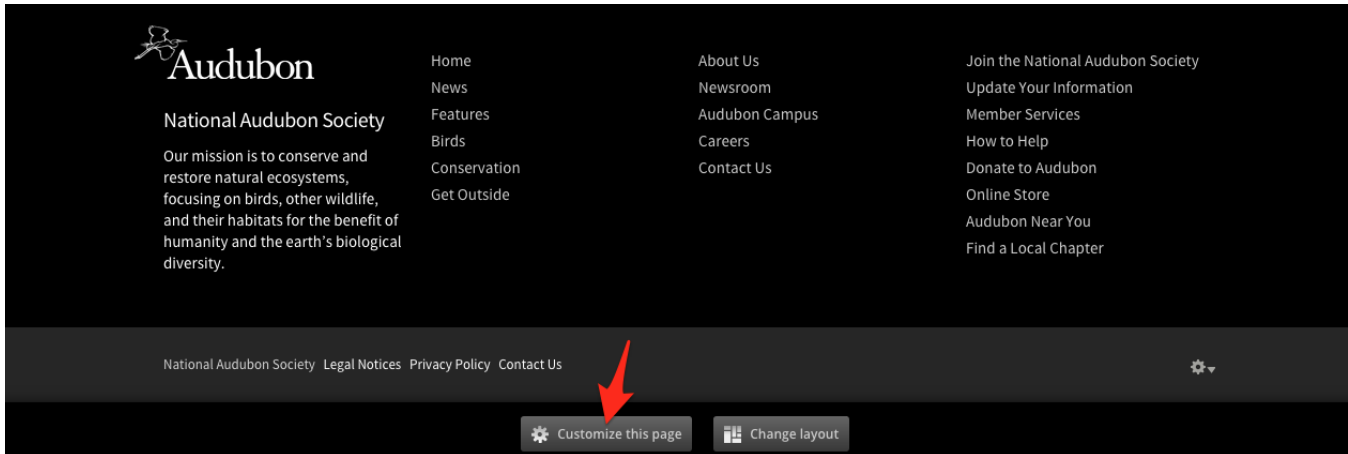 Audubon
National Audubon Society
Our mission is to conserve and
restore natural ecosystems,
focusing on birds, other wildlife,
and their habitats for the benefit of
humanity and the earth's biological
diversity.
Home
News
Features
Birds
Conservation
Get Outside
About Us
Newsroom
Audubon Campus
Careers
Contact Us
Join the National Audubon Society
Update Your Information
Member Services
How to Help
Donate to Audubon
Online Store
Audubon Near You
Find a Local Chapter
National Audubon Society Legal Notices Privacy Policy Contact Us
Customize this page
Change layout